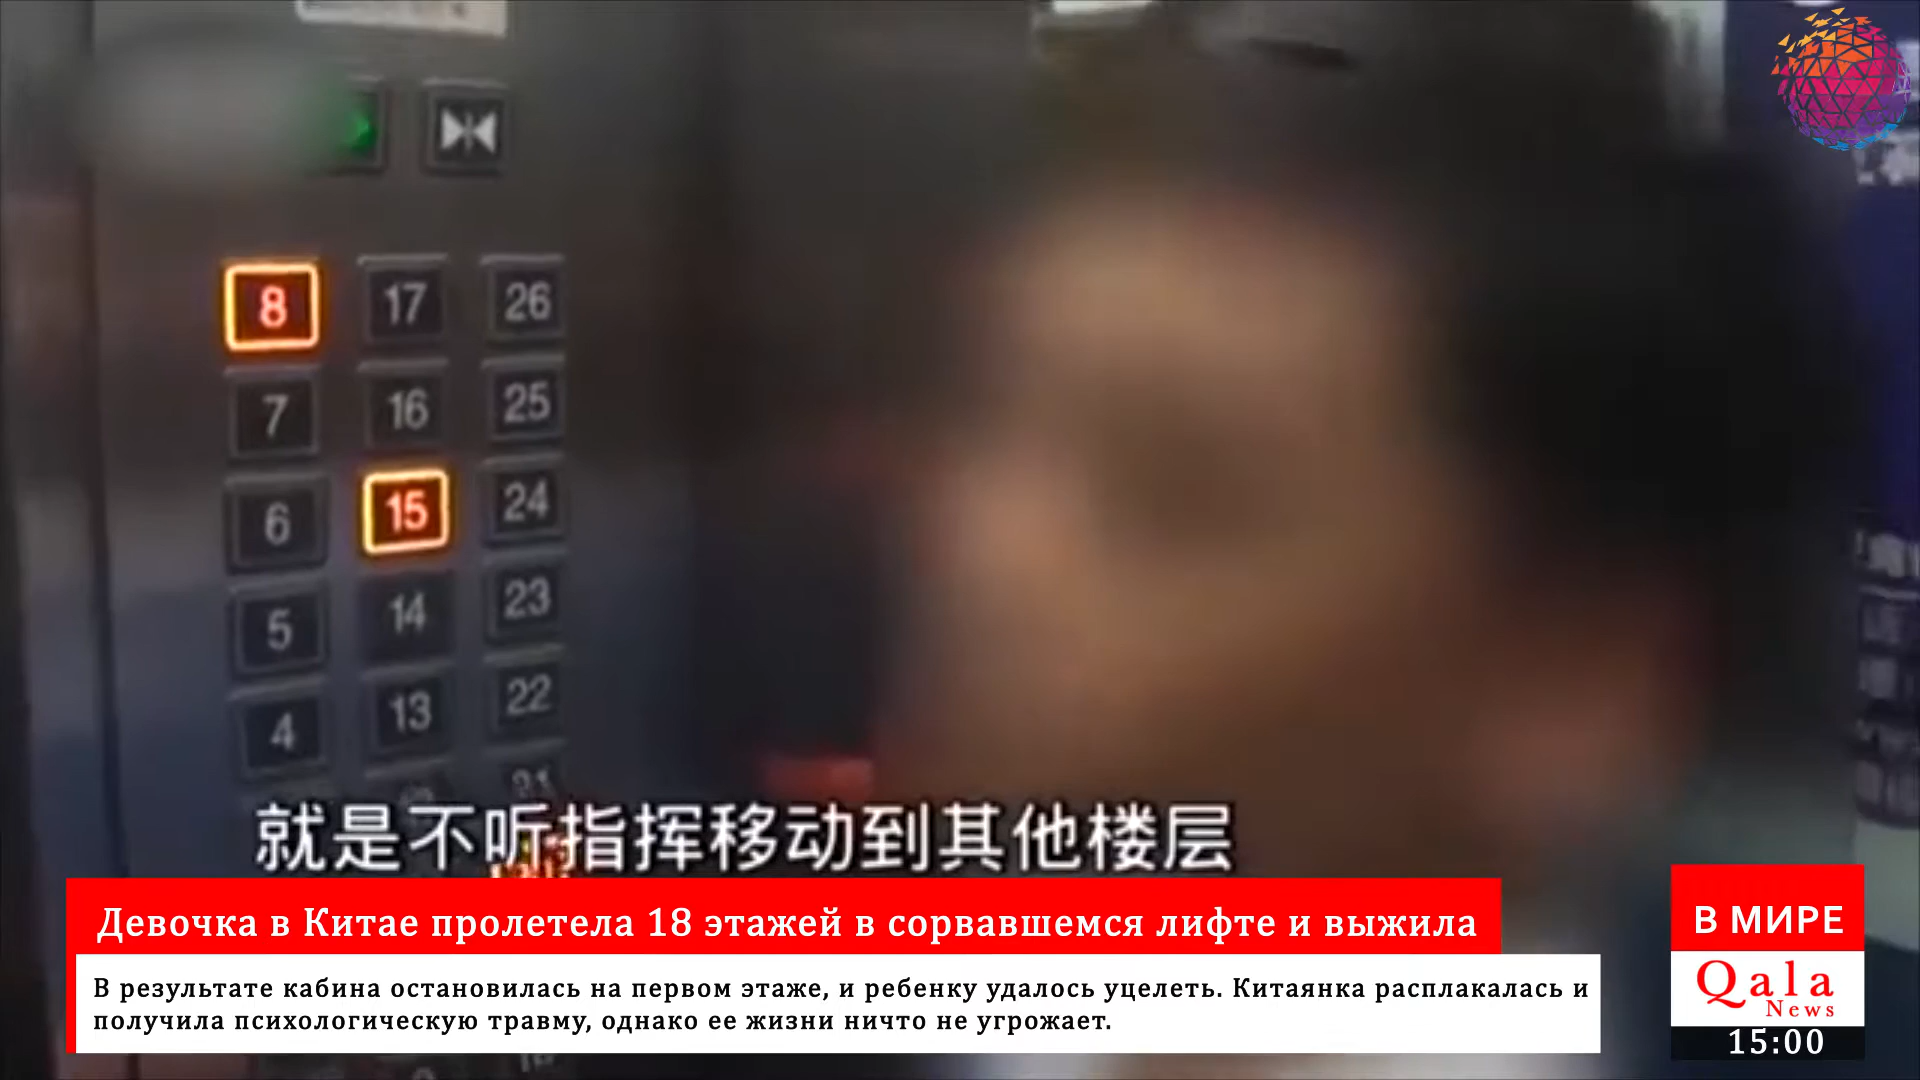 8 17 26
7 16 25
6 15 24
5 14 23
4 13 22
21
就是不听指挥移动到其他楼层
Девочка в Китае пролетела 18 этажей в сорвавшемся лифте и выжила
В результате кабина остановилась на первом этаже, и ребенку удалось уцелеть. Китаянка расплакалась и
получила психологическую травму, однако ее жизни ничто не угрожает.
В МИРЕ
Qala
News
15:00